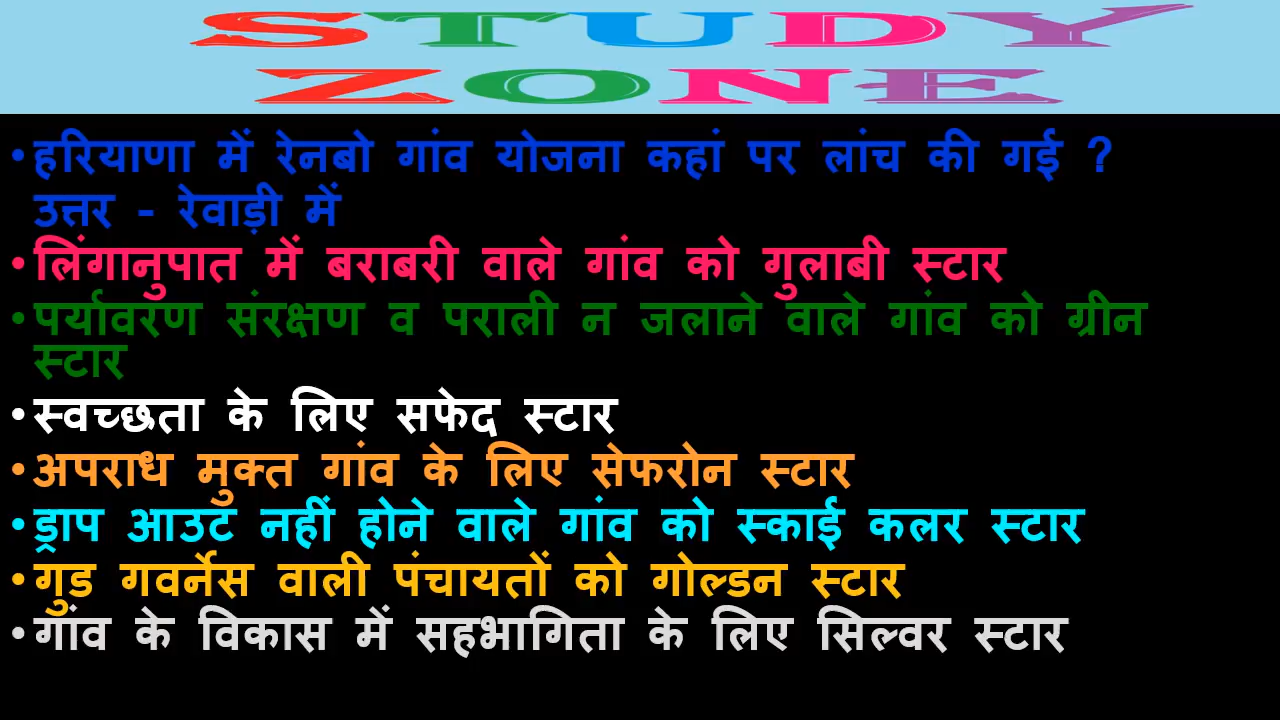 STUDY
ZONE
•हरियाणा में रेनबो गांव योजना कहां पर लांच की गई ?
उत्तर - रेवाड़ी में
•लिंगानुपात में बराबरी वाले गांव को गुलाबी स्टार
•पर्यावरण संरक्षण व पराली न जलाने वाले गांव को ग्रीन
स्टार
•स्वच्छता के लिए सफेद स्टार
•अपराध मुक्त गांव के लिए सेफरोन स्टार
•ड्राप आउट नहीं होने वाले गांव को स्काई कलर स्टार
•गुड गवर्नेस वाली पंचायतों को गोल्डन स्टार
•गांव के विकास में सहभागिता के लिए सिल्वर स्टार